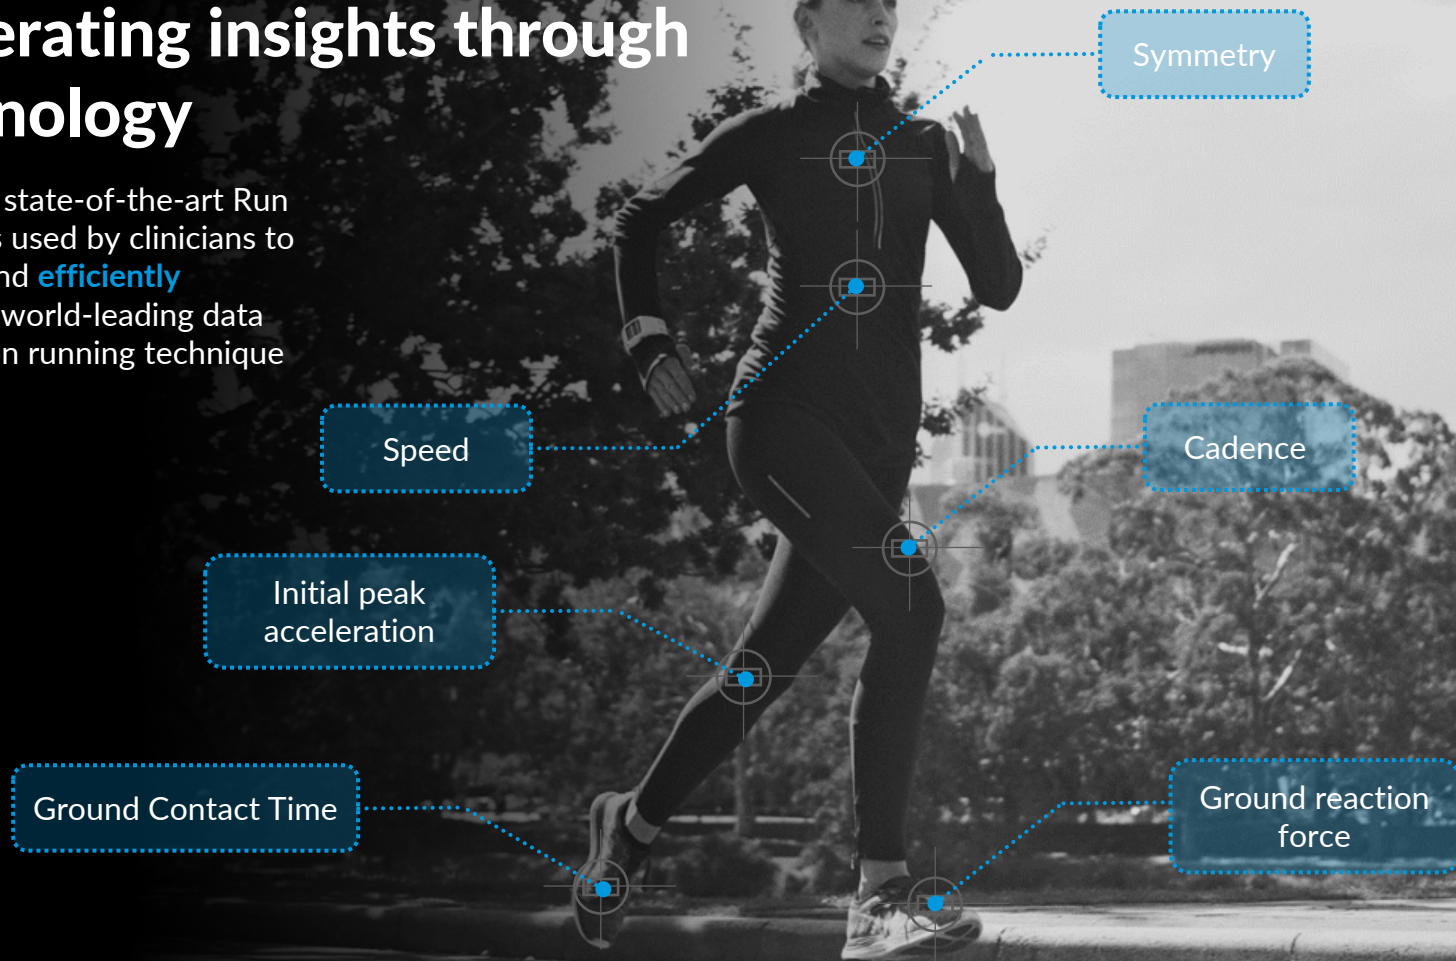 erating insights through
nology
state-of-the-art Run
s used by clinicians to
nd efficiently
world-leading data
n running technique
Symmetry
Speed
Cadence
Initial peak
acceleration
Ground Contact Time
Ground reaction
force